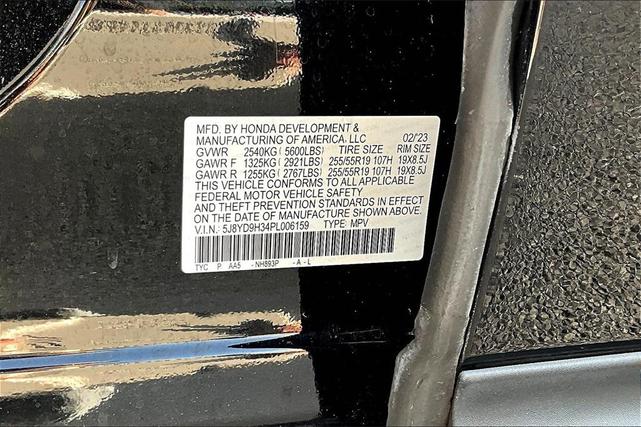 MFD. BY HONDA DEVELOPMENT &
MANUFACTURING OF AMERICA, LLC 02/'23
GVWR 2540KG ( 5600LBS) TIRE SIZE RIM SIZE
GAWR F 1325KG ( 2921LBS) 255/55R19 107H 19X8.5J
GAWR R 1255KG ( 2767LBS) 255/55R19 107H 19X8.5J
THIS VEHICLE CONFORMS TO ALL APPLICABLE
FEDERAL MOTOR VEHICLE SAFETY
AND THEFT PREVENTION STANDARDS IN EFFECT
ON THE DATE OF MANUFACTURE SHOWN ABOVE.
V.I.N.: 5J8YD9H34PL006159 TYPE: MPV
TYC P AA5 -NH893P -A-L